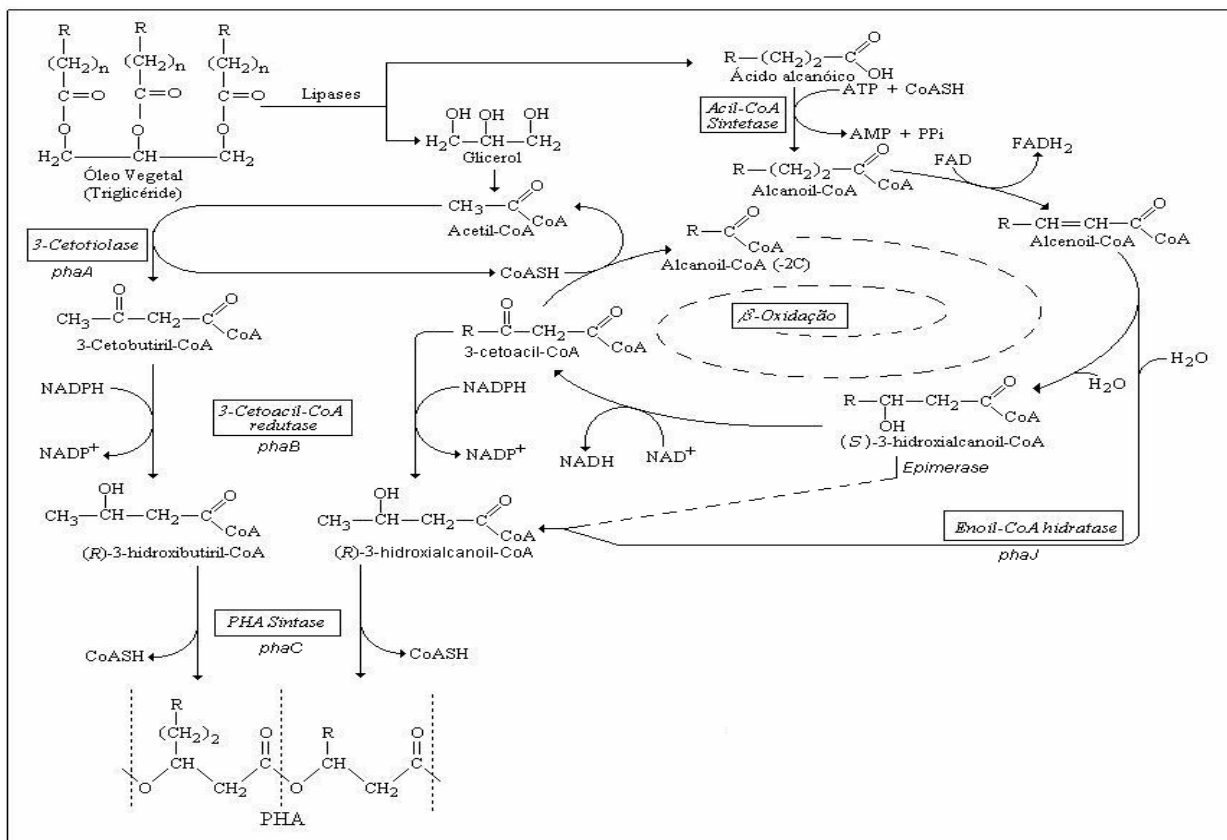 R
R
R
(CH₂)n
(CH₂)n
(CH₂)n
C=O
C=O
C=O
O
O
O
H₂C
CH
CH₂
Óleo Vegetal
(Triglicéride)
Lipases
OH
OH
OH
H₂C
CH
CH₂
Glicerol
R—(CH₂)₂—C
O
OH
Ácido alcanóico
ATP + CoASH
Acil-CoA
Sintetase
AMP + PPi
R—(CH₂)₂—C
O
CoA
Alcanoil-CoA
FAD
FADH₂
R—CH=CH—C
O
CoA
Alcenoil-CoA
CH₃—C
O
CoA
Acetil-CoA
R—C
O
CoA
Alcanoil-CoA (-2C)
3-Cetotiolase
phaA
CoASH
O
O
CH₃—C—CH₂—C
CoA
3-Cetobutiril-CoA
O
O
R—C—CH₂—C
CoA
3-cetoacil-CoA
β-Oxidação
H₂O
H₂O
O
R—CH—CH₂—C
OH
CoA
(S)-3-hidroxialcanoil-CoA
Epimerase
NADPH
NADP⁺
3-Cetoacil-CoA
redutase
phaB
NADPH
NADP⁺
NADH
NAD⁺
OH
O
CH₃—CH—CH₂—C
CoA
(R)-3-hidroxibutiril-CoA
OH
O
CH₃—CH—CH₂—C
CoA
(R)-3-hidroxialcanoil-CoA
Enoil-CoA hidratase
phaJ
PHA Sintase
phaC
CoASH
CoASH
R
(CH₂)₂
CH
O
CH₂
C
O
O
R
CH
CH₂
C
O
PHA